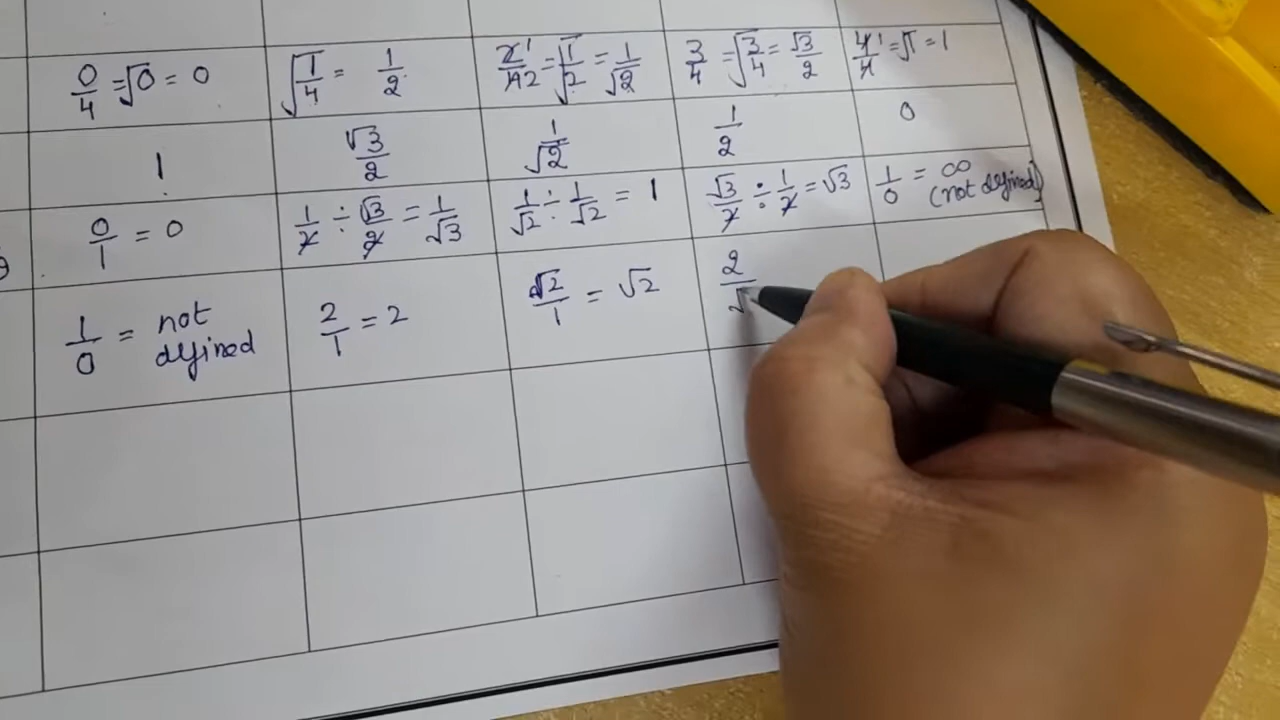 0/4 = √0 = 0 √1/4 = 1/2 2̸1/4̸2 = √1/2 = 1/√2 3/4 = √3/4 = √3/2 4̸1/4̸ = √1 = 1
1 √3/2 1/√2 1/2 0
0/1 = 0 1/2̸ ÷ √3/2̸ = 1/√3 1/√2 ÷ 1/√2 = 1 √3/2̸ ÷ 1/2̸ = √3 1/0 = ∞ (not defined)
1/0 = not defined 2/1 = 2 √2/1 = √2 2/√